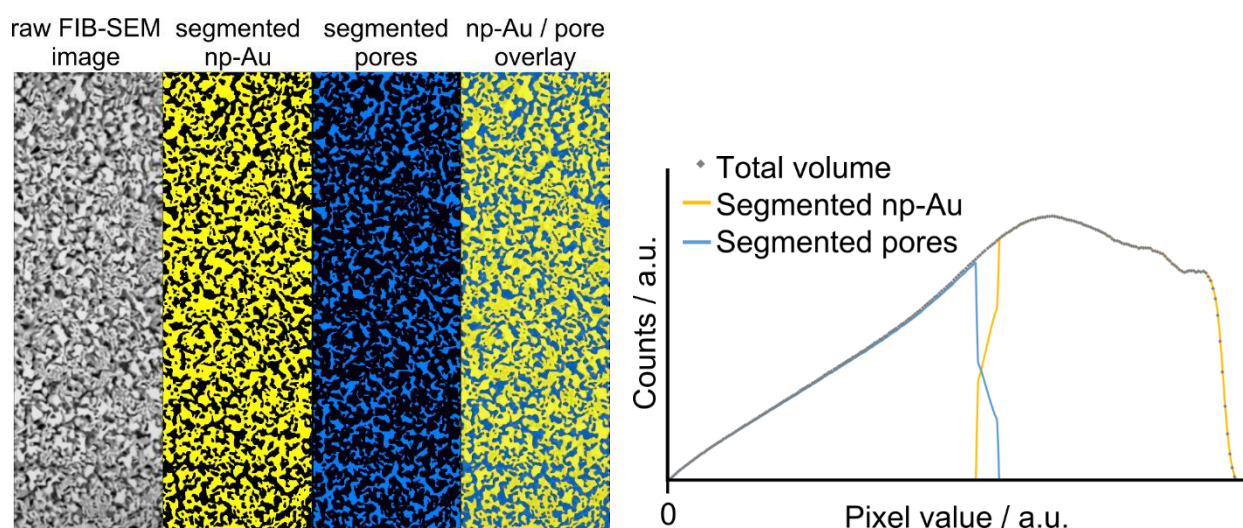 raw FIB-SEM image
segmented np-Au
segmented pores
np-Au / pore overlay
Total volume
Segmented np-Au
Segmented pores
Counts / a.u.
0
Pixel value / a.u.